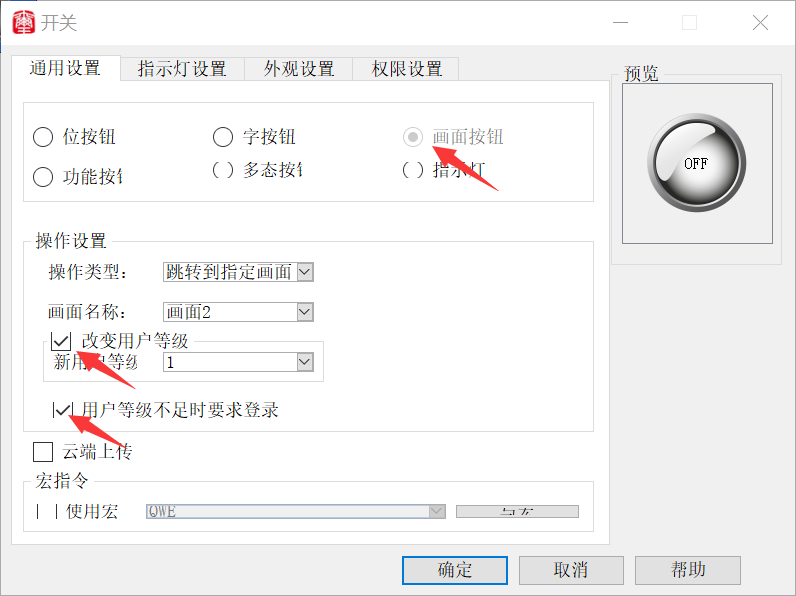 开关
通用设置 指示灯设置 外观设置 权限设置
预览
位按钮 字按钮 画面按钮
OFF
功能按 多态按 指示灯
操作设置
操作类型: 跳转到指定画面
画面名称: 画面2
改变用户等级
新用户等级 1
用户等级不足时要求登录
云端上传
宏指令
使用宏 QWE
确定 取消 帮助